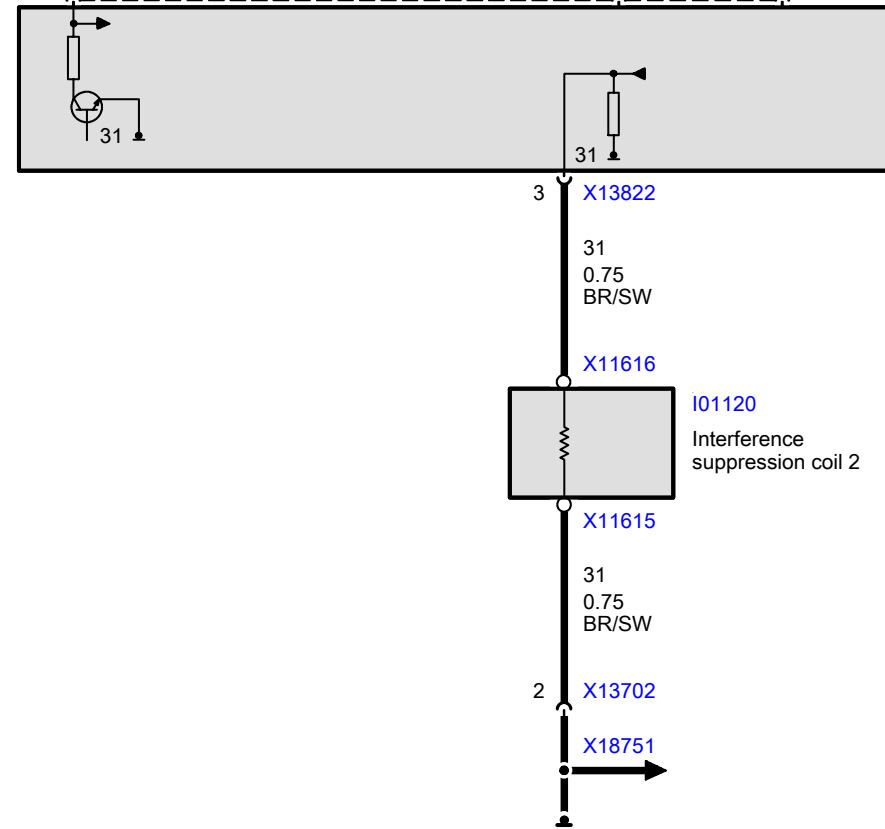 31
31
3 X13822
31
0.75
BR/SW
X11616
I01120
Interference
suppression coil 2
X11615
31
0.75
BR/SW
2 X13702
X18751